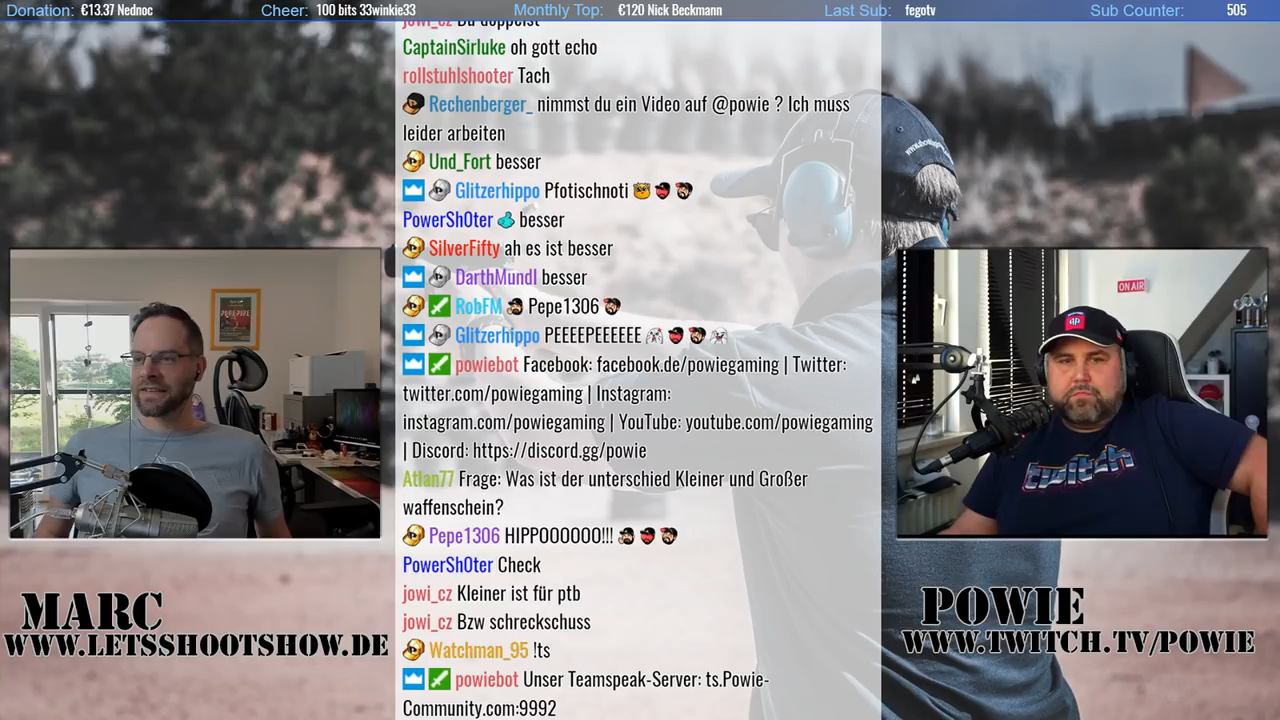 Donation: €13.37 Nednoc Cheer: 100 bits 33winkie33 Monthly Top: €120 Nick Beckmann Last Sub: fegotv Sub Counter: 505
jowi_cz Du doppelst
CaptainSirluke oh gott echo
rollstuhlshooter Tach
Rechenberger_ nimmst du ein Video auf @powie ? Ich muss
leider arbeiten
Und_Fort besser
Glitzerhippo Pfotischnoti
PowerSh0ter besser
SilverFifty ah es ist besser
DarthMundl besser
RobFM Pepe1306
Glitzerhippo PEEEEPEEEEEE
powiebot Facebook: facebook.de/powiegaming | Twitter:
twitter.com/powiegaming | Instagram:
instagram.com/powiegaming | YouTube: youtube.com/powiegaming
| Discord: https://discord.gg/powie
Atlan77 Frage: Was ist der unterschied Kleiner und Großer
waffenschein?
Pepe1306 HIPPOOOOOO!!!
PowerSh0ter Check
jowi_cz Kleiner ist für ptb
jowi_cz Bzw schreckschuss
Watchman_95 !ts
powiebot Unser Teamspeak-Server: ts.Powie-
Community.com:9992
ON AIR
twitch
MARC
WWW.LETSSHOOTSHOW.DE
POWIE
WWW.TWITCH.TV/POWIE